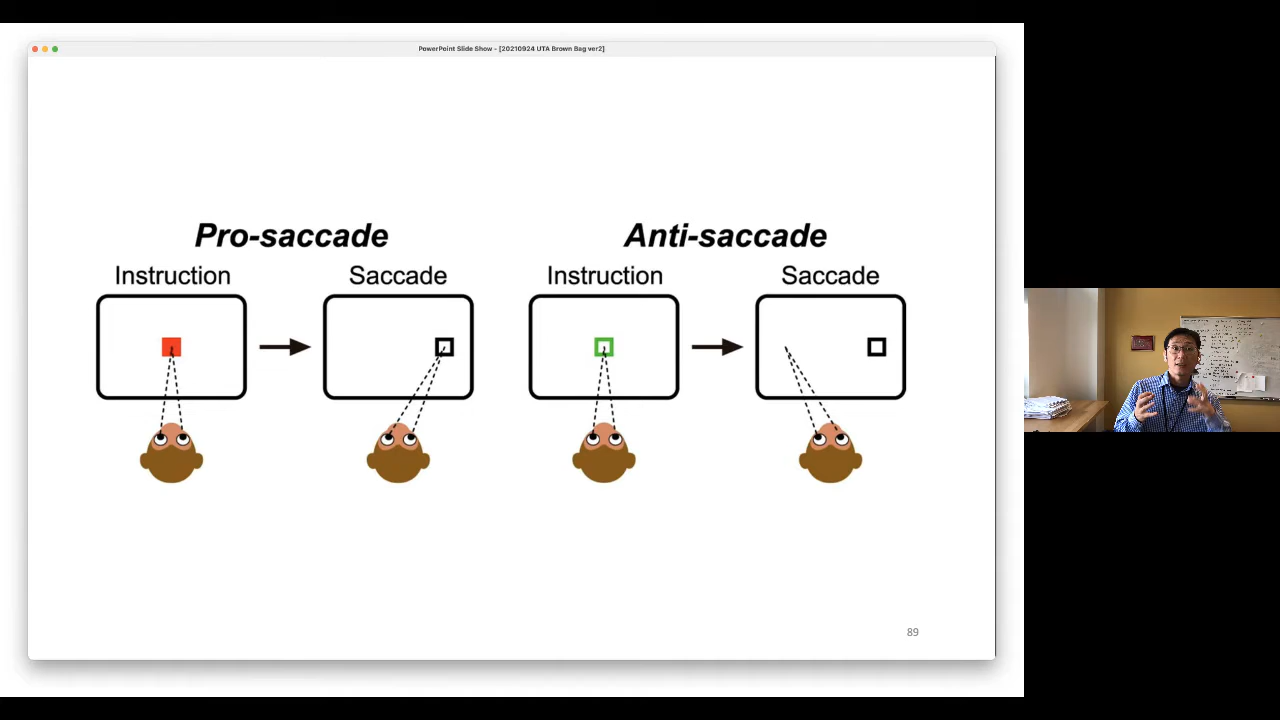 PowerPoint Slide Show - [20210924 UTA Brown Bag ver2]
Pro-saccade
Instruction
Saccade
Anti-saccade
Instruction
Saccade
89